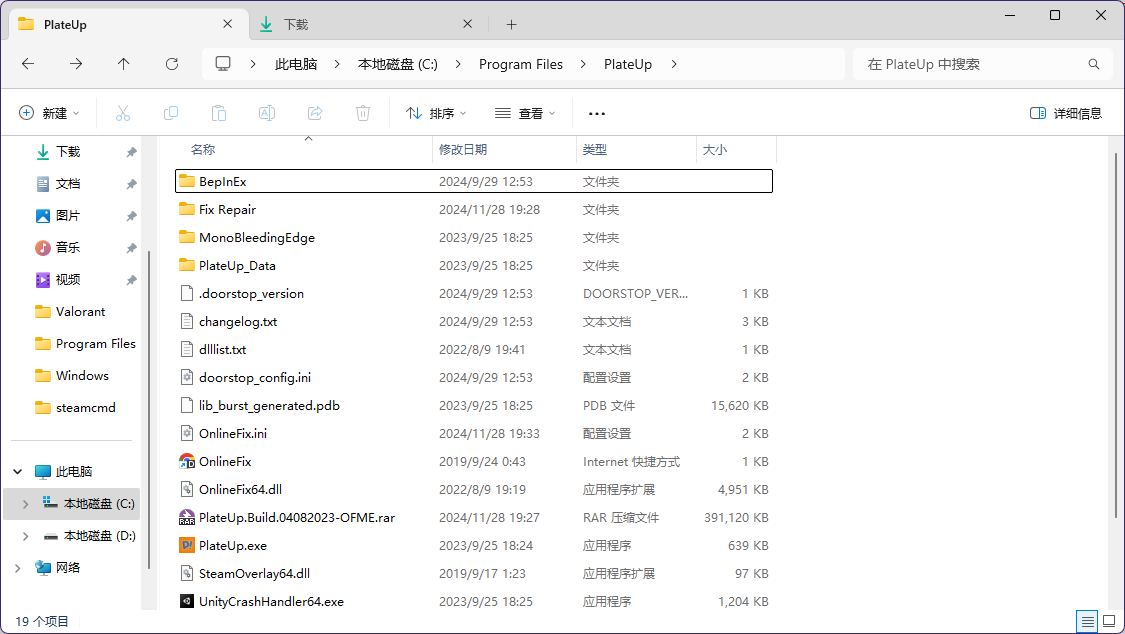 PlateUp
下载
此电脑 本地磁盘 (C:) Program Files PlateUp
在 PlateUp 中搜索
新建 排序 查看 详细信息
下载
文档
图片
音乐
视频
Valorant
Program Files
Windows
steamcmd
此电脑
本地磁盘 (C:)
本地磁盘 (D:)
网络
名称 修改日期 类型 大小
BepInEx 2024/9/29 12:53 文件夹
Fix Repair 2024/11/28 19:28 文件夹
MonoBleedingEdge 2023/9/25 18:25 文件夹
PlateUp_Data 2023/9/25 18:25 文件夹
.doorstop_version 2024/9/29 12:53 DOORSTOP_VER... 1 KB
changelog.txt 2024/9/29 12:53 文本文档 3 KB
dlllist.txt 2022/8/9 19:41 文本文档 1 KB
doorstop_config.ini 2024/9/29 12:53 配置设置 2 KB
lib_burst_generated.pdb 2023/9/25 18:25 PDB 文件 15,620 KB
OnlineFix.ini 2024/11/28 19:33 配置设置 2 KB
OnlineFix 2019/9/24 0:43 Internet 快捷方式 1 KB
OnlineFix64.dll 2022/8/9 19:19 应用程序扩展 4,951 KB
PlateUp.Build.04082023-OFME.rar 2024/11/28 19:27 RAR 压缩文件 391,120 KB
PlateUp.exe 2023/9/25 18:24 应用程序 639 KB
SteamOverlay64.dll 2019/9/17 1:23 应用程序扩展 97 KB
UnityCrashHandler64.exe 2023/9/25 18:25 应用程序 1,204 KB
19 个项目